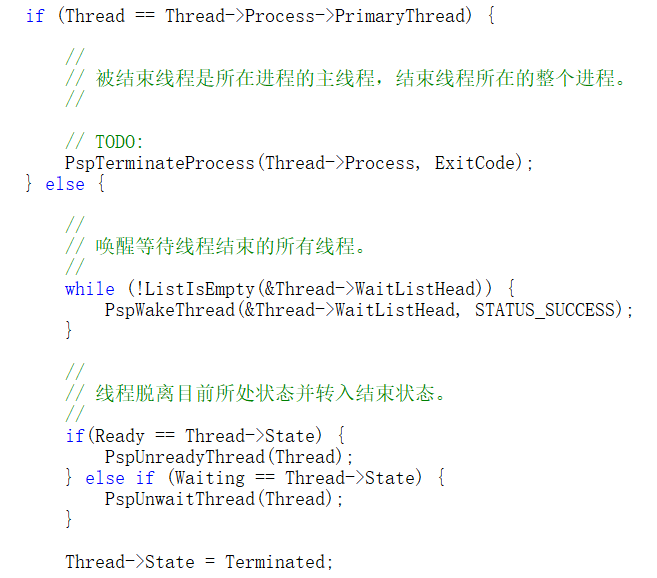 if (Thread == Thread->Process->PrimaryThread) {
//
// 被结束线程是所在进程的主线程，结束线程所在的整个进程。
//
// TODO:
PspTerminateProcess(Thread->Process, ExitCode);
} else {
//
// 唤醒等待线程结束的所有线程。
//
while (!ListIsEmpty(&Thread->WaitListHead)) {
PspWakeThread(&Thread->WaitListHead, STATUS_SUCCESS);
}
//
// 线程脱离目前所处状态并转入结束状态。
//
if(Ready == Thread->State) {
PspUnreadyThread(Thread);
} else if (Waiting == Thread->State) {
PspUnwaitThread(Thread);
}
Thread->State = Terminated;